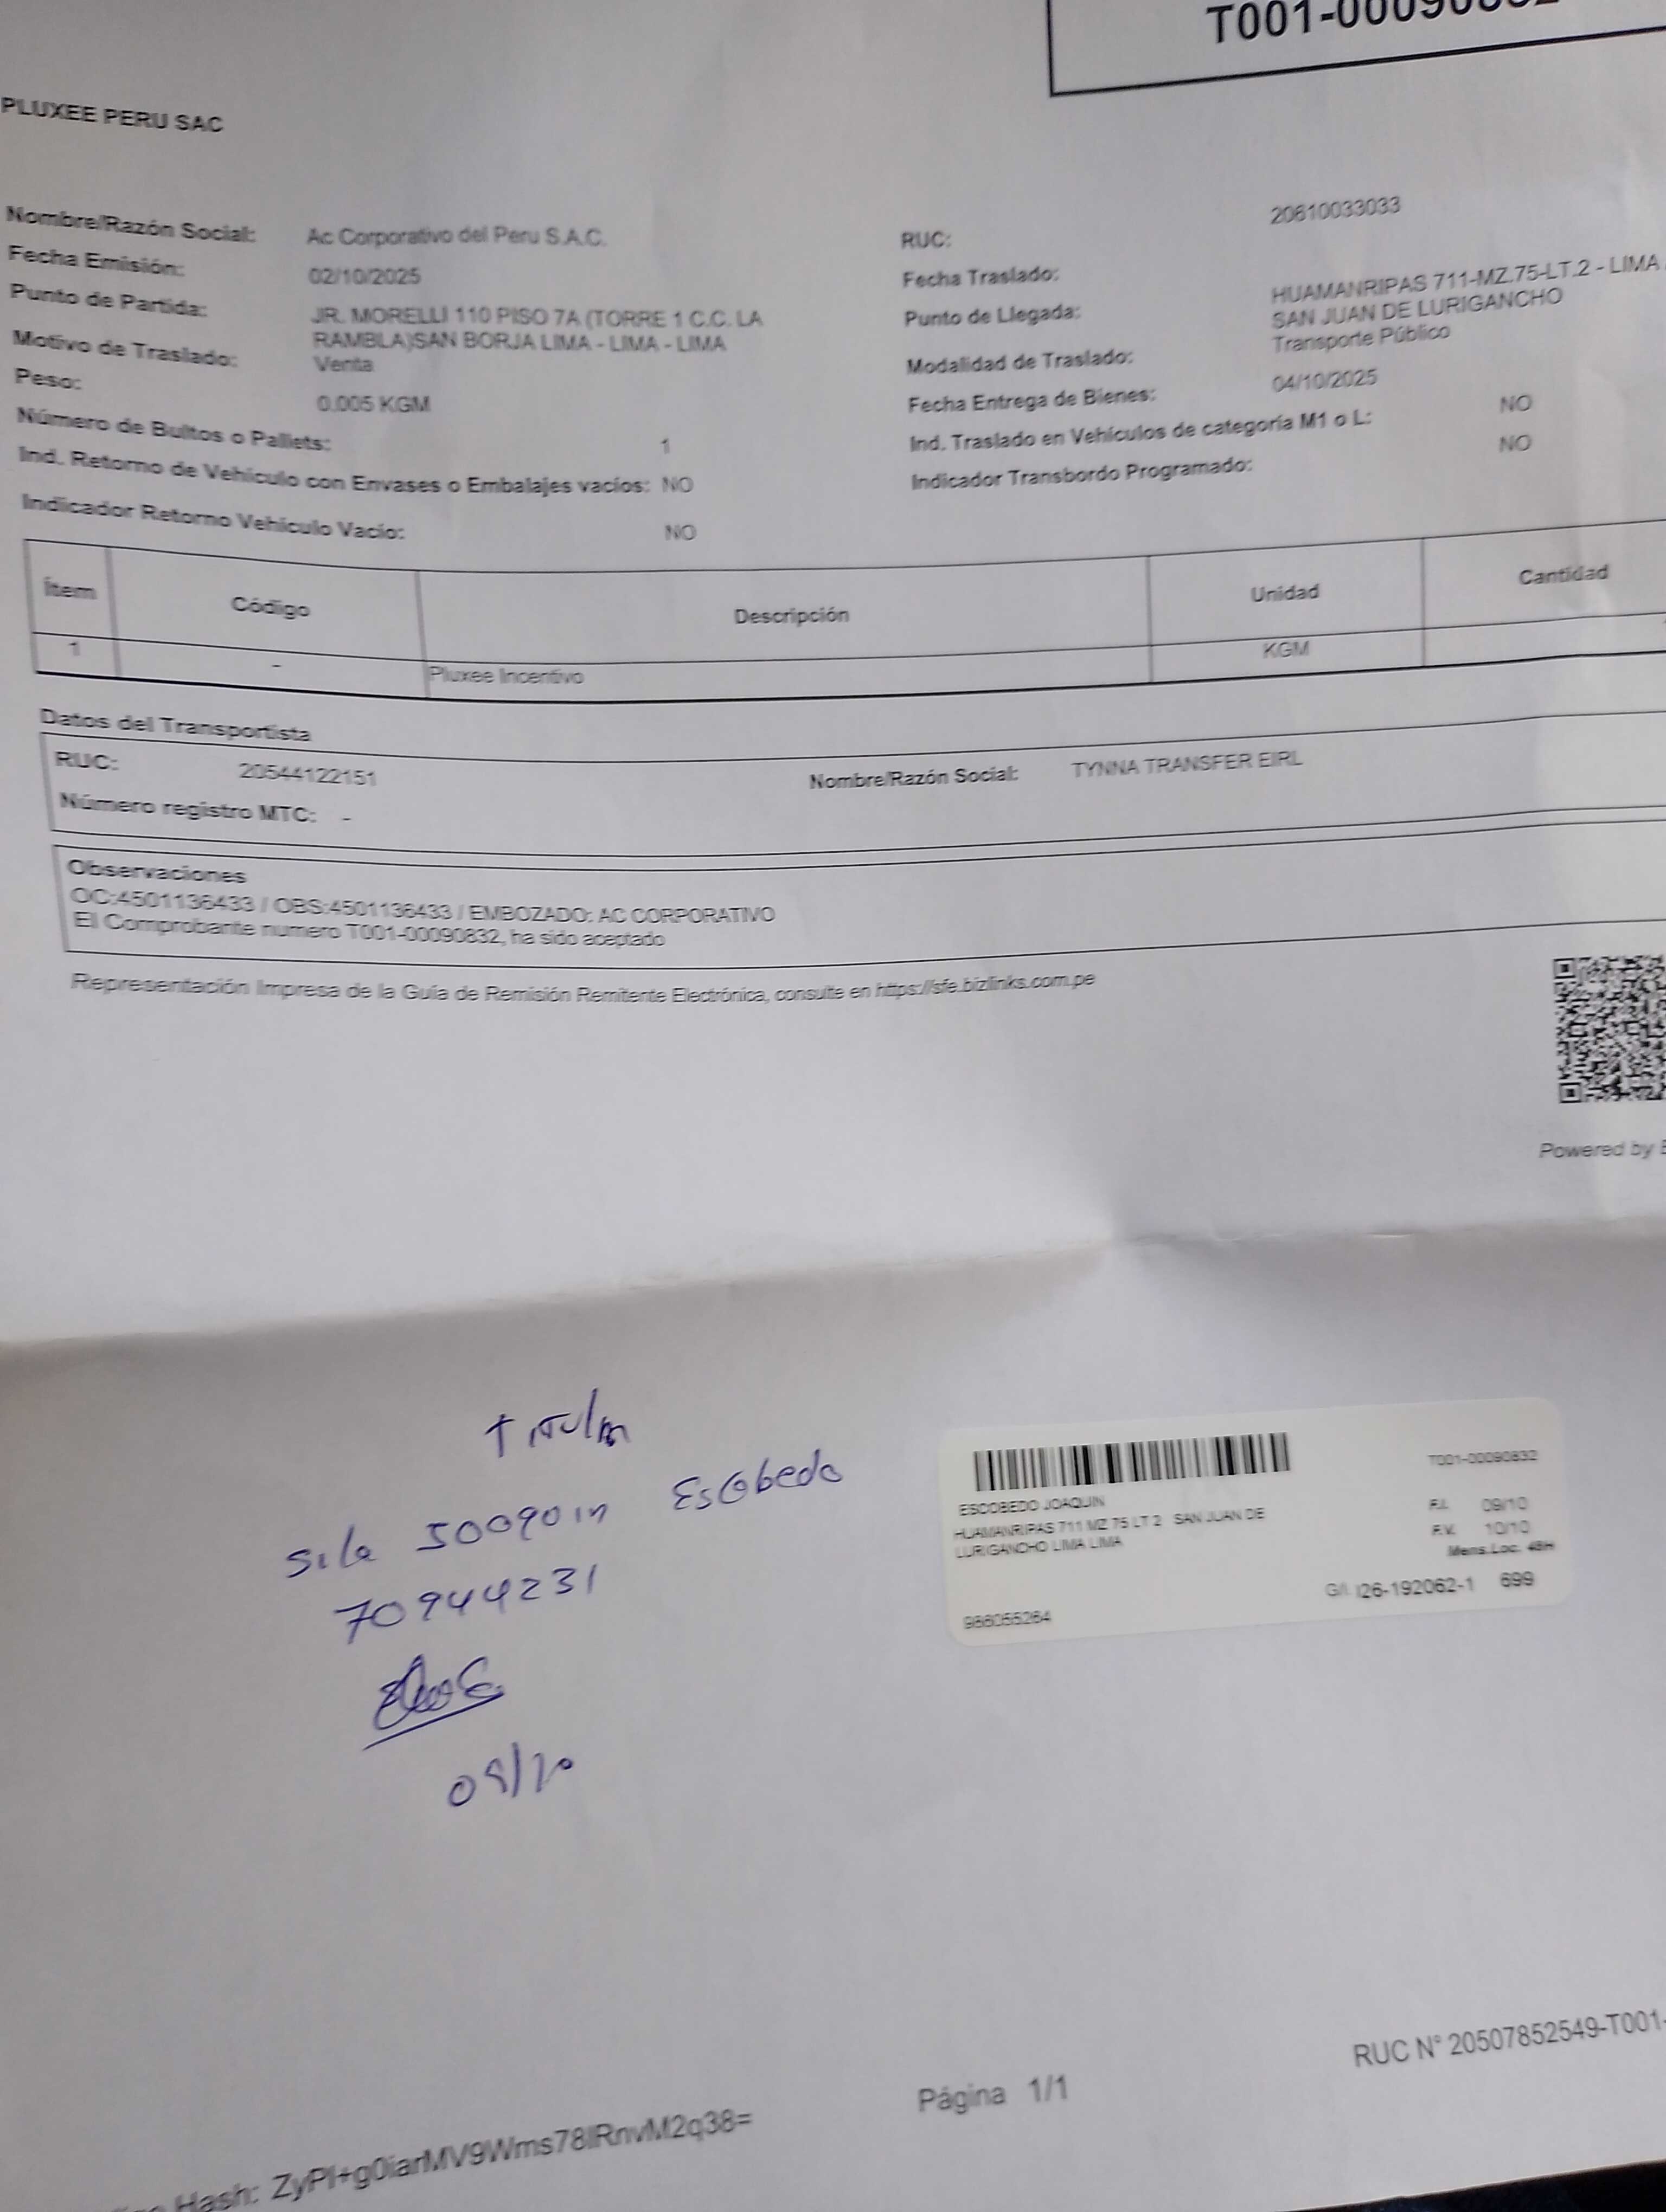 T001-00090832
PLUXEE PERU SAC
Nombre/Razón Social: Ac Corporativo del Peru S.A.C.
RUC: 20610033033
Fecha Emisión: 02/10/2025
Fecha Traslado:
Punto de Partida: JR. MORELLI 110 PISO 7A (TORRE 1 C.C. LA
RAMBLA)SAN BORJA LIMA - LIMA - LIMA
Punto de Llegada: HUAMANRIPAS 711-MZ.75-LT.2 - LIMA
SAN JUAN DE LURIGANCHO
Motivo de Traslado: Venta
Modalidad de Traslado: Transporte Público
Peso: 0.005 KGM
Fecha Entrega de Bienes: 04/10/2025
Número de Bultos o Pallets: 1
Ind. Traslado en Vehículos de categoría M1 o L: NO
Ind. Retorno de Vehículo con Envases o Embalajes vacíos: NO
Indicador Transbordo Programado: NO
Indicador Retorno Vehículo Vacío: NO
Ítem Código Descripción Unidad Cantidad
1 - Pluxee Incentivo KGM
Datos del Transportista
RUC: 20544122151 Nombre/Razón Social: TYNNA TRANSFER EIRL
Número registro MTC: -
Observaciones
OC:4501136433 / OBS:4501136433 / EMBOZADO: AC CORPORATIVO
El Comprobante numero T001-00090832, ha sido aceptado
Representación Impresa de la Guía de Remisión Remitente Electrónica, consulte en https://sfe.bizlinks.com.pe
Powered by
Escobedo
70944231
T001-00090832
ESCOBEDO JOAQUIN
HUAMANRIPAS 711 MZ 75 LT 2 SAN JUAN DE
LURIGANCHO LIMA LIMA
F.I. 09/10
F.V. 10/10
Mens.Loc. 48H
G/I I26-192062-1 699
986055264
RUC N° 20507852549-T001-
Página 1/1
Hash: ZyPI+g0iarMV9Wms78IRnvM2q38=